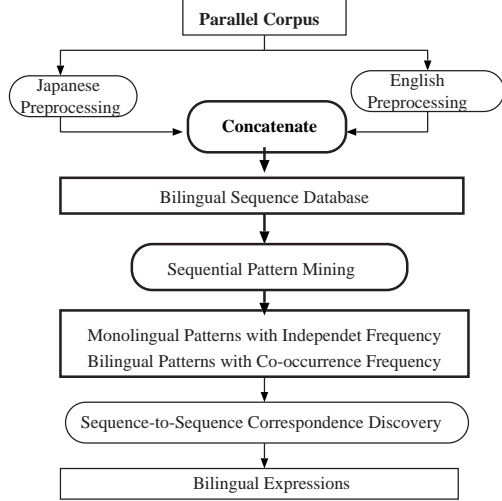 Parallel Corpus
Japanese
Preprocessing
English
Preprocessing
Concatenate
Bilingual Sequence Database
Sequential Pattern Mining
Monolingual Patterns with Independet Frequency
Bilingual Patterns with Co-occurrence Frequency
Sequence-to-Sequence Correspondence Discovery
Bilingual Expressions